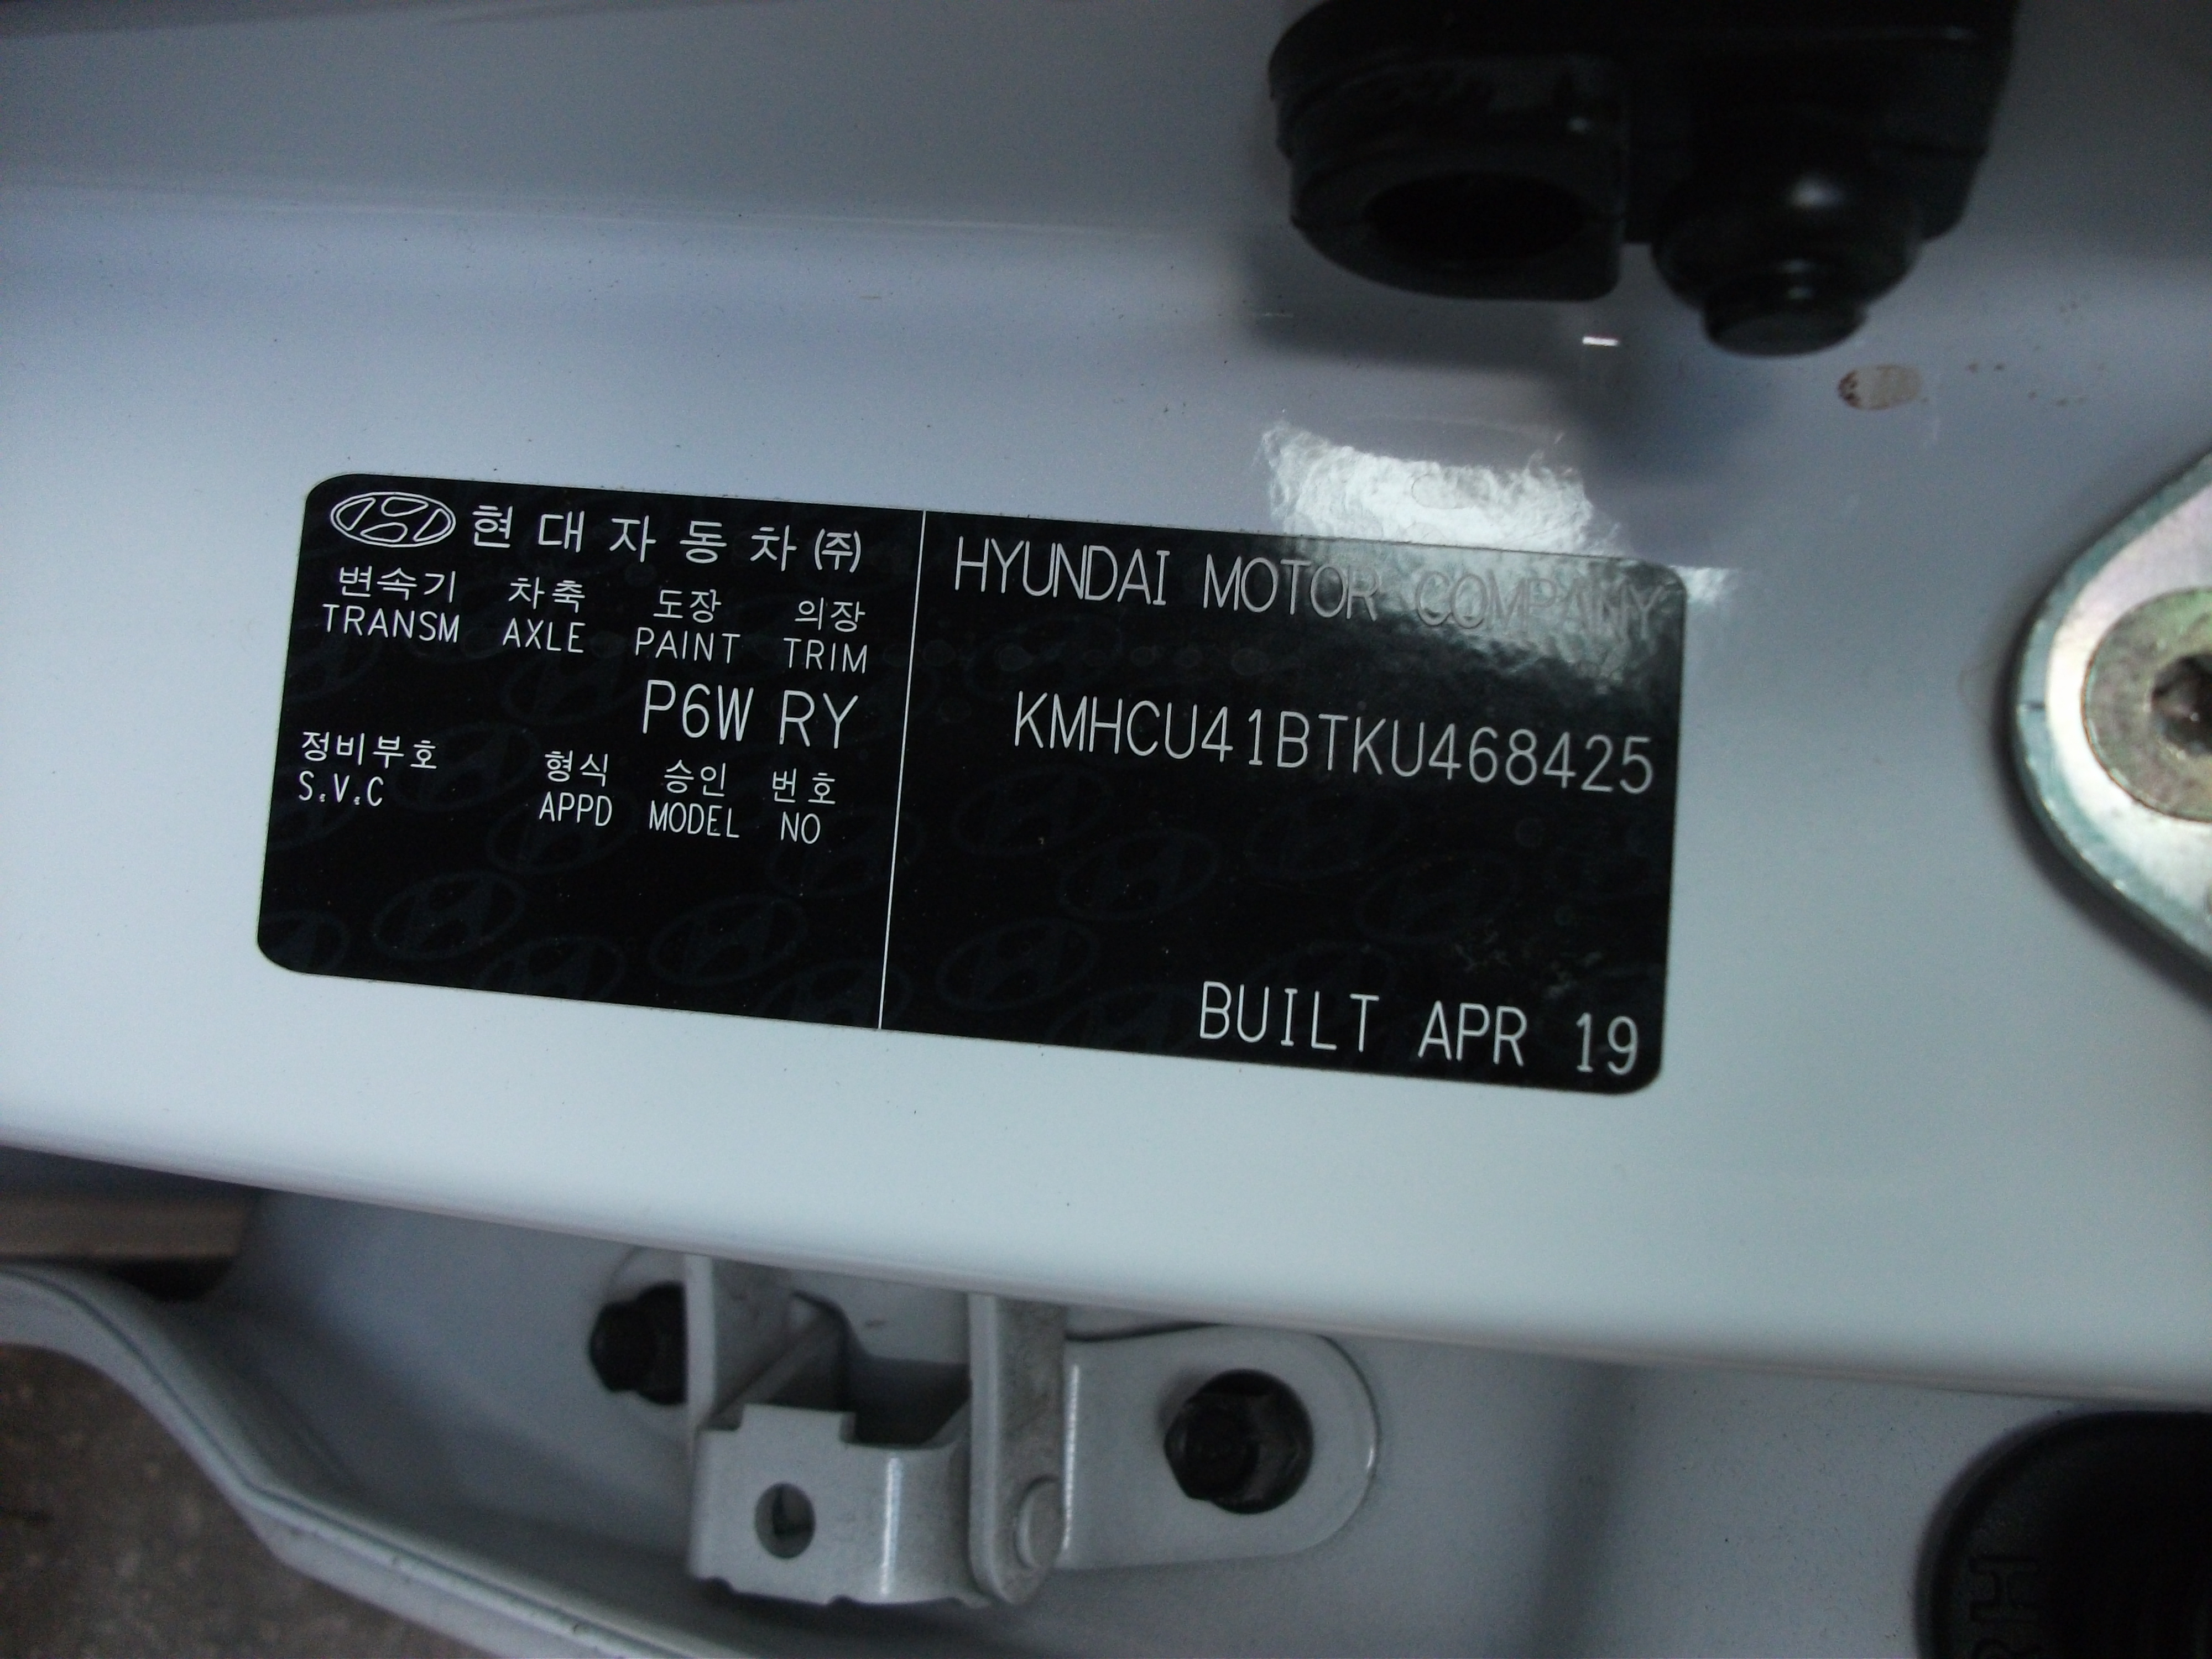 현대자동차㈜
변속기 차축 도장 의장
TRANSM AXLE PAINT TRIM
P6W RY
정비부호 형식 승인 번호
S.V.C APPD MODEL NO
HYUNDAI MOTOR COMPANY
KMHCU41BTKU468425
BUILT APR 19
RH